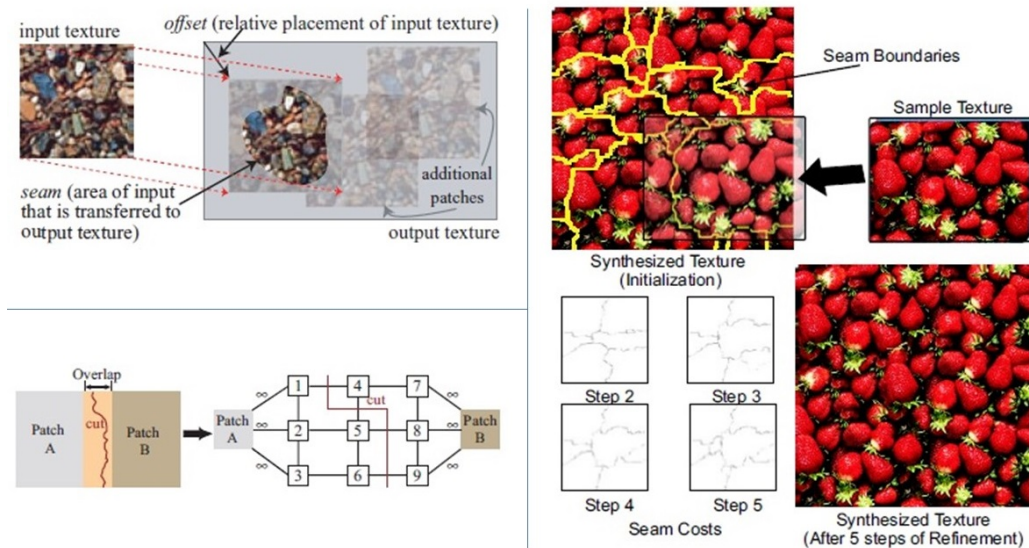 offset (relative placement of input texture)
input texture
additional
patches
seam (area of input
that is transferred to
output texture)
output texture
Seam Boundaries
Sample Texture
Synthesized Texture
(Initialization)
Step 2
Step 3
Step 4
Step 5
Seam Costs
Synthesized Texture
(After 5 steps of Refinement)
Overlap
Patch
A
cut
Patch
B
Patch
A
∞
∞
∞
1
4
7
cut
2
5
8
3
6
9
∞
∞
∞
Patch
B